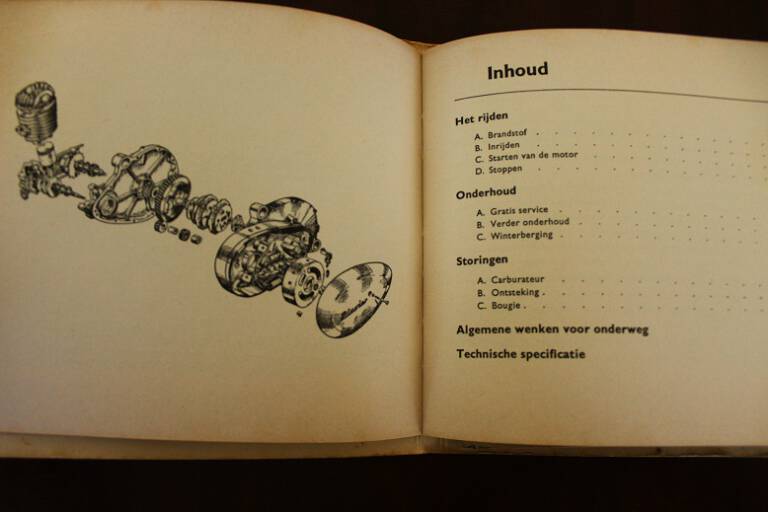 Inhoud
Het rijden
A. Brandstof . . . . . . . . . . . .
B. Inrijden . . . . . . . . . . . .
C. Starten van de motor . . . . . . . . .
D. Stoppen . . . . . . . . . . . .
Onderhoud
A. Gratis service . . . . . . . . . . .
B. Verder onderhoud . . . . . . . . . .
C. Winterberging . . . . . . . . . . .
Storingen
A. Carburateur . . . . . . . . . . .
B. Ontsteking . . . . . . . . . . . .
C. Bougie . . . . . . . . . . . . .
Algemene wenken voor onderweg
Technische specificatie